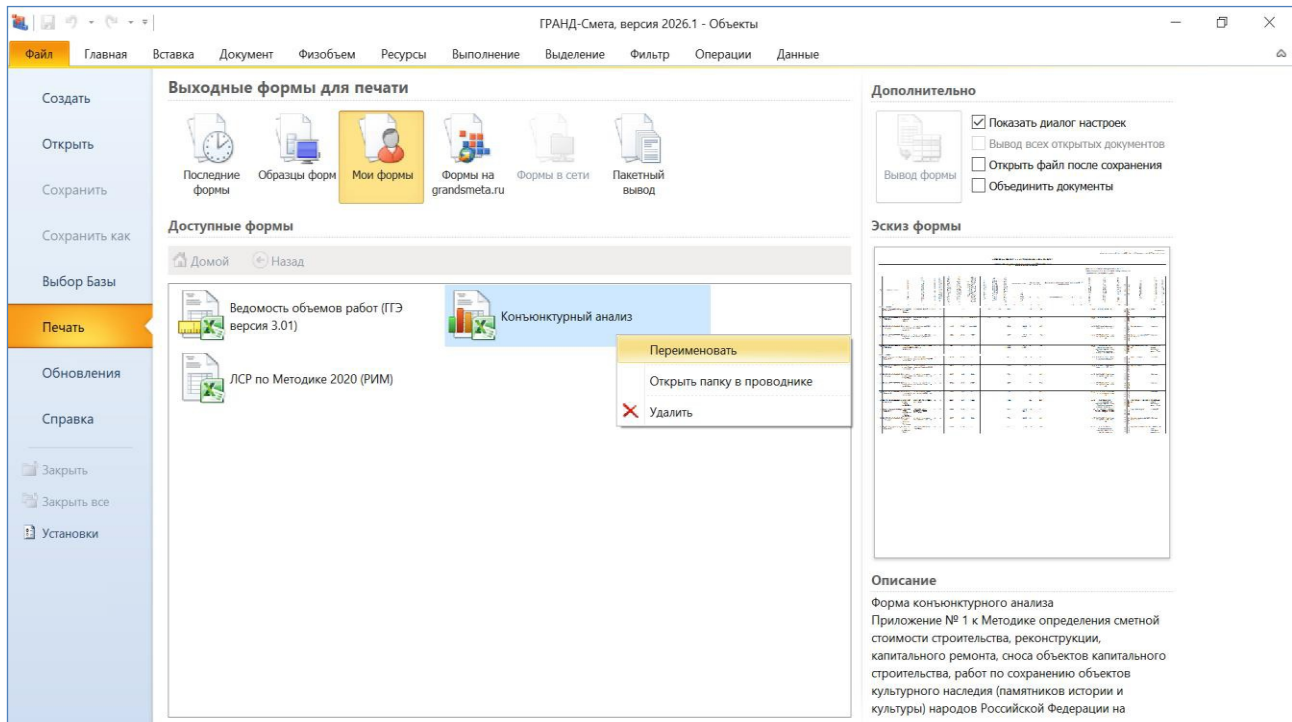 ГРАНД-Смета, версия 2026.1 - Объекты
Файл Главная Вставка Документ Физобъем Ресурсы Выполнение Выделение Фильтр Операции Данные
Создать
Открыть
Сохранить
Сохранить как
Выбор Базы
Печать
Обновления
Справка
Закрыть
Закрыть все
Установки
Выходные формы для печати
Последние
формы
Образцы форм
Мои формы
Формы на
grandsmeta.ru
Формы в сети
Пакетный
вывод
Доступные формы
Домой Назад
Ведомость объемов работ (ГГЭ
версия 3.01)
Конъюнктурный анализ
ЛСР по Методике 2020 (РИМ)
Переименовать
Открыть папку в проводнике
Удалить
Дополнительно
Вывод формы
Показать диалог настроек
Вывод всех открытых документов
Открыть файл после сохранения
Объединить документы
Эскиз формы
Описание
Форма конъюнктурного анализа
Приложение № 1 к Методике определения сметной
стоимости строительства, реконструкции,
капитального ремонта, сноса объектов капитального
строительства, работ по сохранению объектов
культурного наследия (памятников истории и
культуры) народов Российской Федерации на